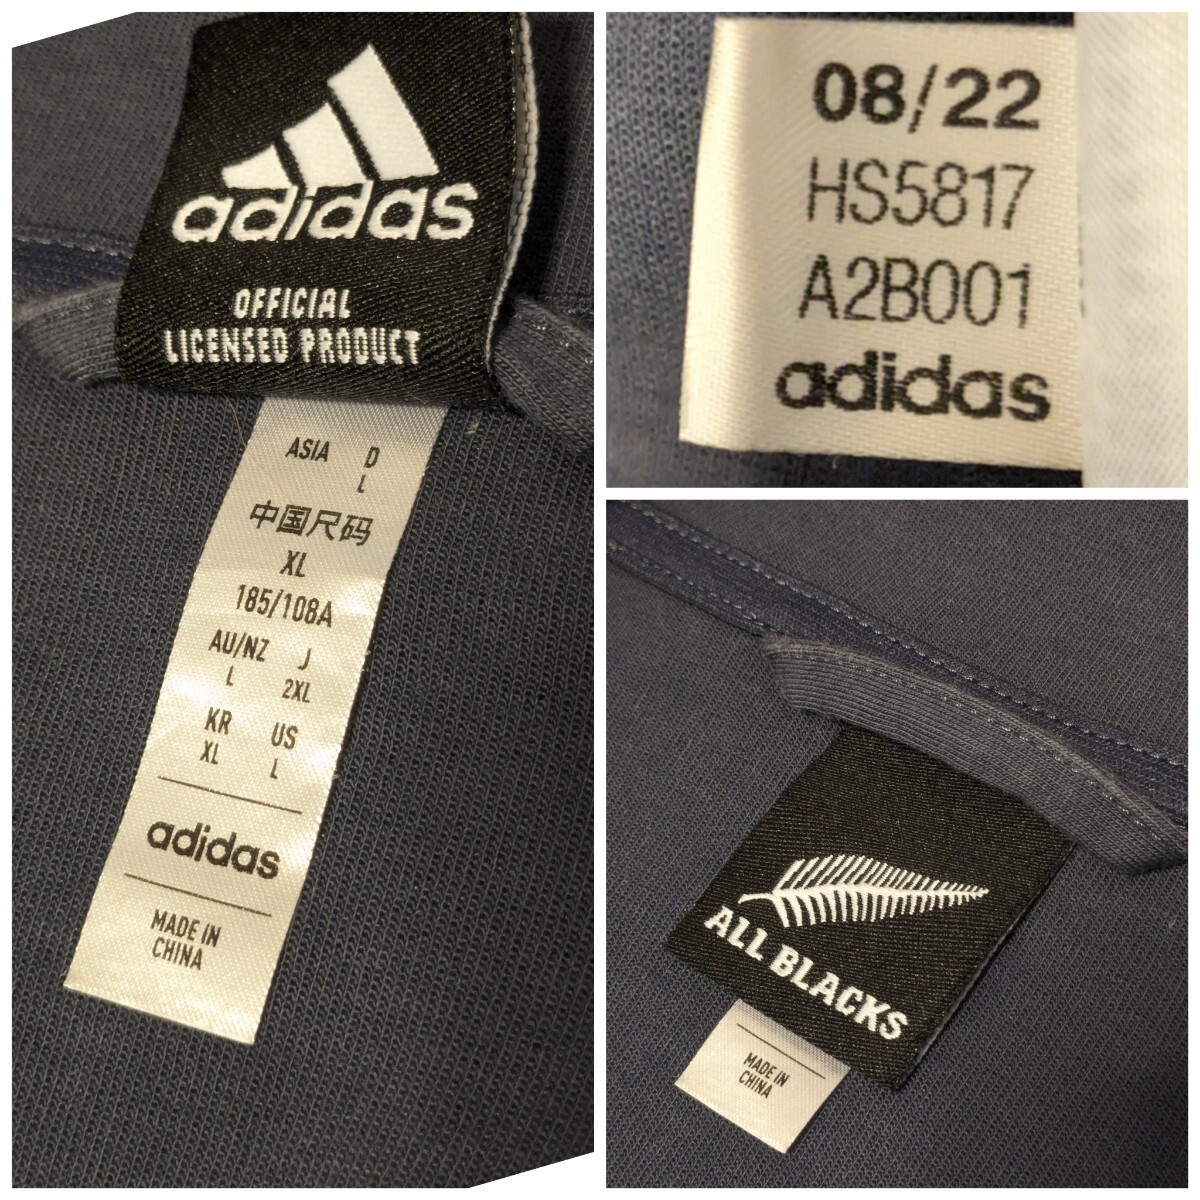 adidas
OFFICIAL
LICENSED PRODUCT
ASIA D
L
中国尺码
XL
185/108A
AU/NZ J
L 2XL
KR US
XL L
adidas
MADE IN
CHINA
08/22
HS5817
A2B001
adidas
ALL BLACKS
MADE IN
CHINA